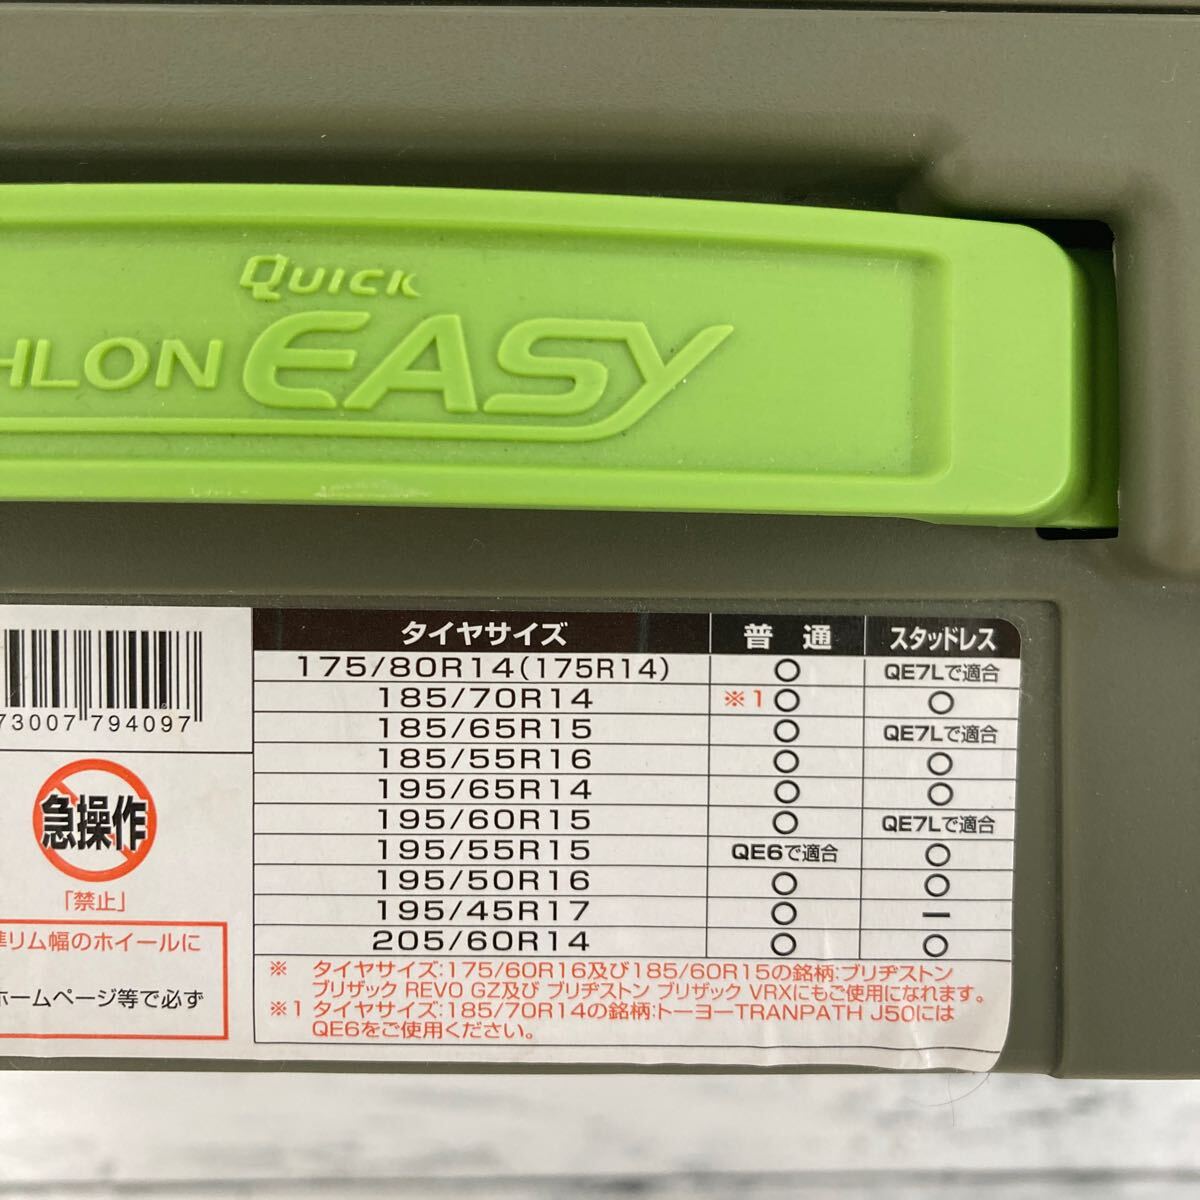 QUICK
HLON EASY
73007 794097
急操作
「禁止」
準リム幅のホイールに
ホームページ等で必ず
タイヤサイズ 普通 スタッドレス
175/80R14(175R14) ○ QE7Lで適合
185/70R14 ※1○ ○
185/65R15 ○ QE7Lで適合
185/55R16 ○ ○
195/65R14 ○ ○
195/60R15 ○ QE7Lで適合
195/55R15 QE6で適合 ○
195/50R16 ○ ○
195/45R17 ○ ー
205/60R14 ○ ○
※ タイヤサイズ:175/60R16及び185/60R15の銘柄:ブリヂストン
ブリザック REVO GZ及び ブリヂストン ブリザック VRXにもご使用になれます。
※1 タイヤサイズ:185/70R14の銘柄:トーヨーTRANPATH J50には
QE6をご使用ください。